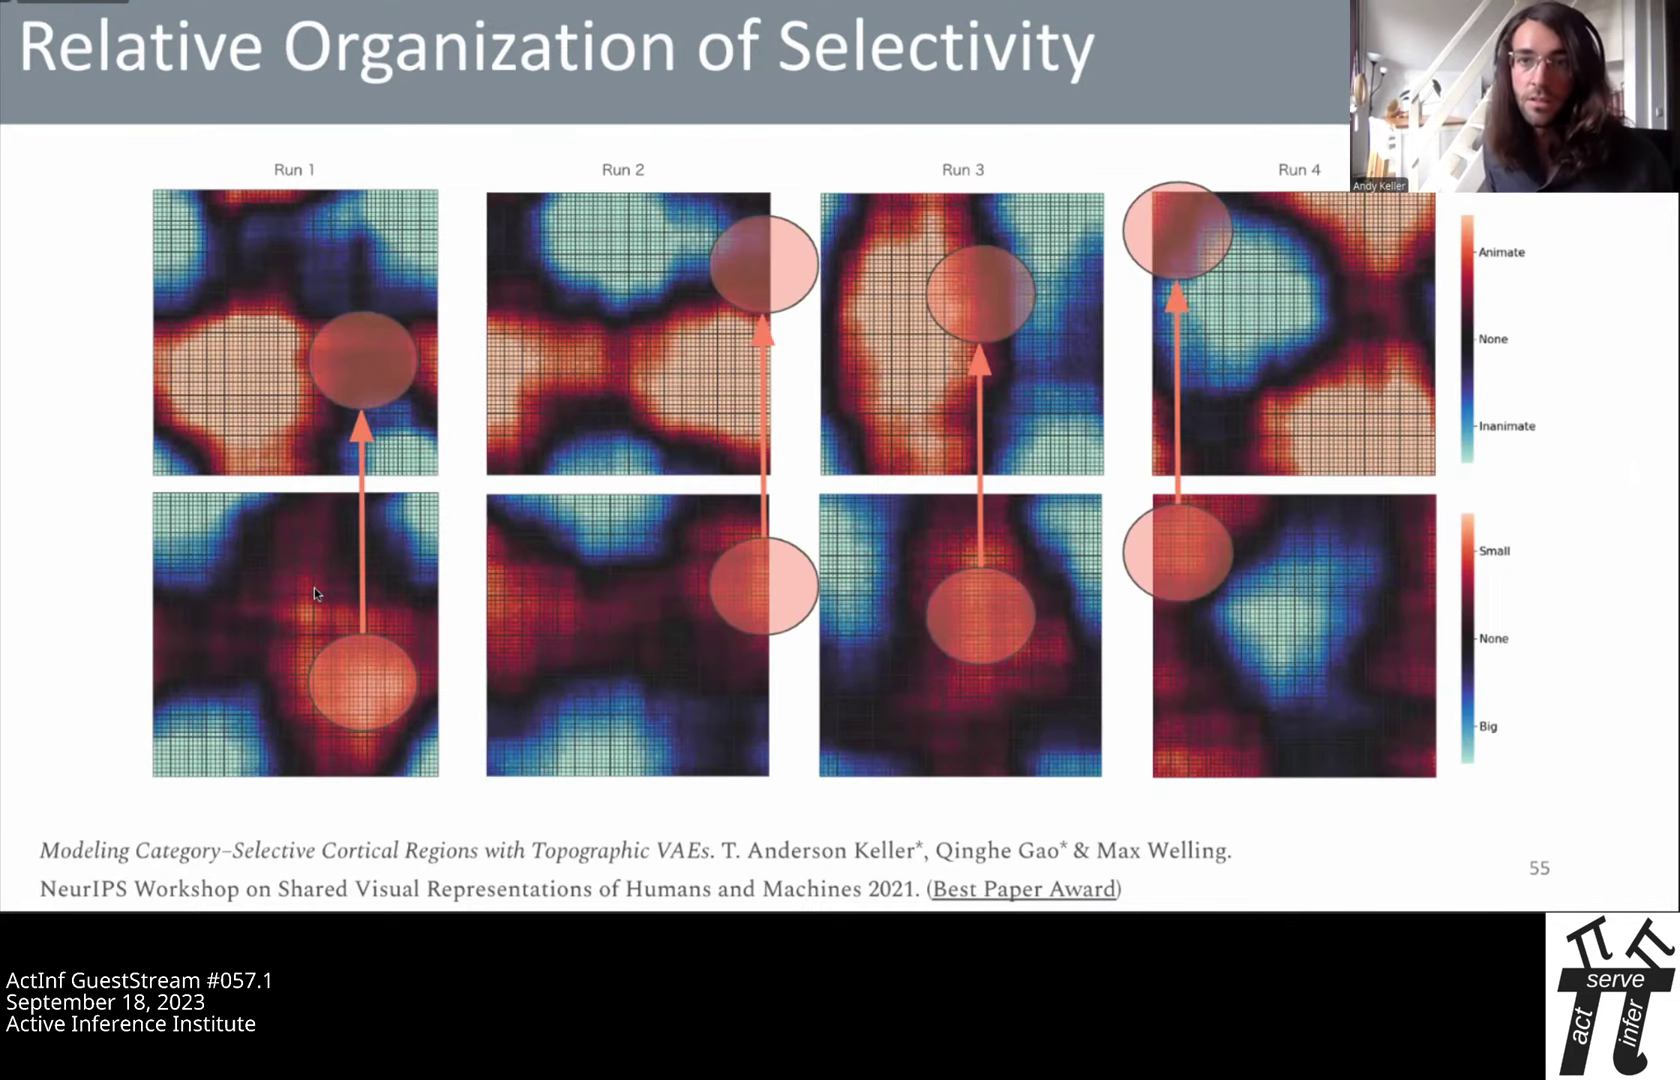 Relative Organization of Selectivity
Andy Keller
Run 1
Run 2
Run 3
Run 4
Animate
None
Inanimate
Small
None
Big
Modeling Category–Selective Cortical Regions with Topographic VAEs. T. Anderson Keller*, Qinghe Gao* & Max Welling.
NeurIPS Workshop on Shared Visual Representations of Humans and Machines 2021. (Best Paper Award)
55
ActInf GuestStream #057.1
September 18, 2023
Active Inference Institute
serve
act
infer